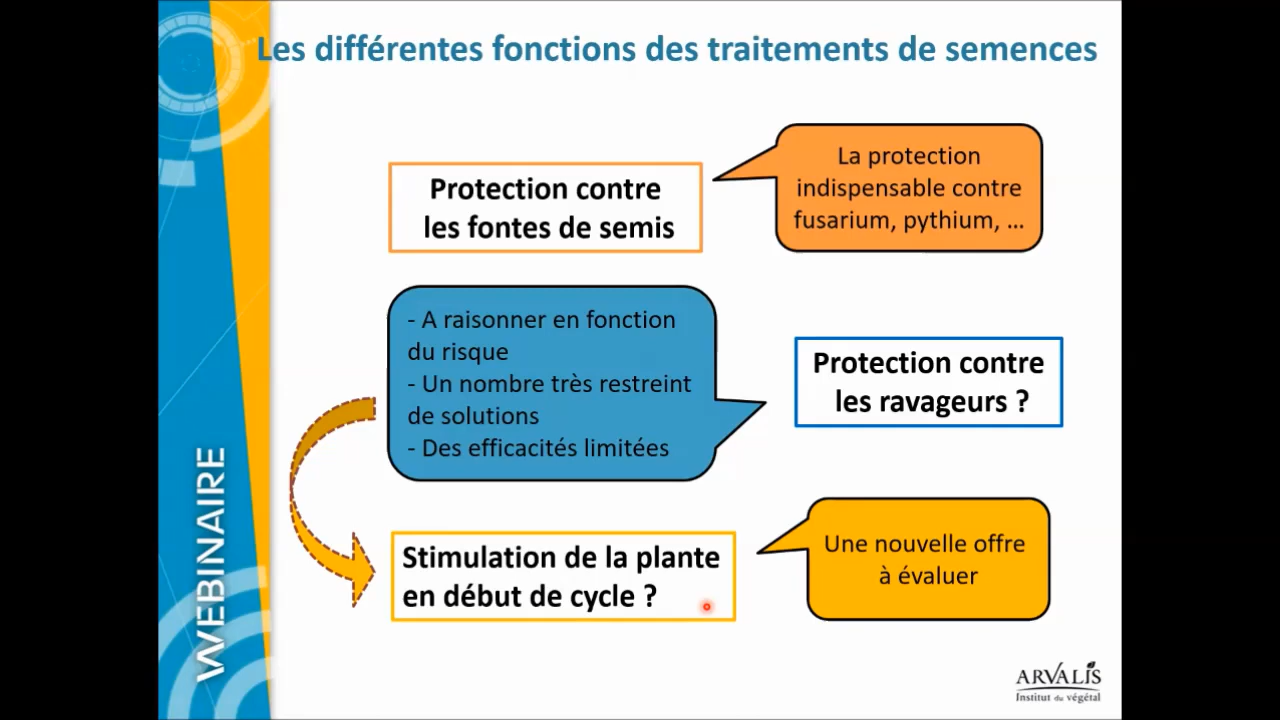 Les différentes fonctions des traitements de semences
Protection contre
les fontes de semis
La protection
indispensable contre
fusarium, pythium, ...
- A raisonner en fonction
du risque
- Un nombre très restreint
de solutions
- Des efficacités limitées
Protection contre
les ravageurs ?
Stimulation de la plante
en début de cycle ?
Une nouvelle offre
à évaluer
WEBINAIRE
ARVALIS
Institut du végétal